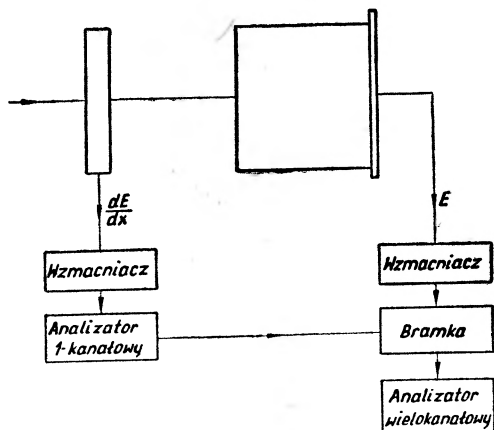 dE
dx
E
Wzmacniacz
Wzmacniacz
Analizator
1-kanałowy
Bramka
Analizator
wielokanałowy